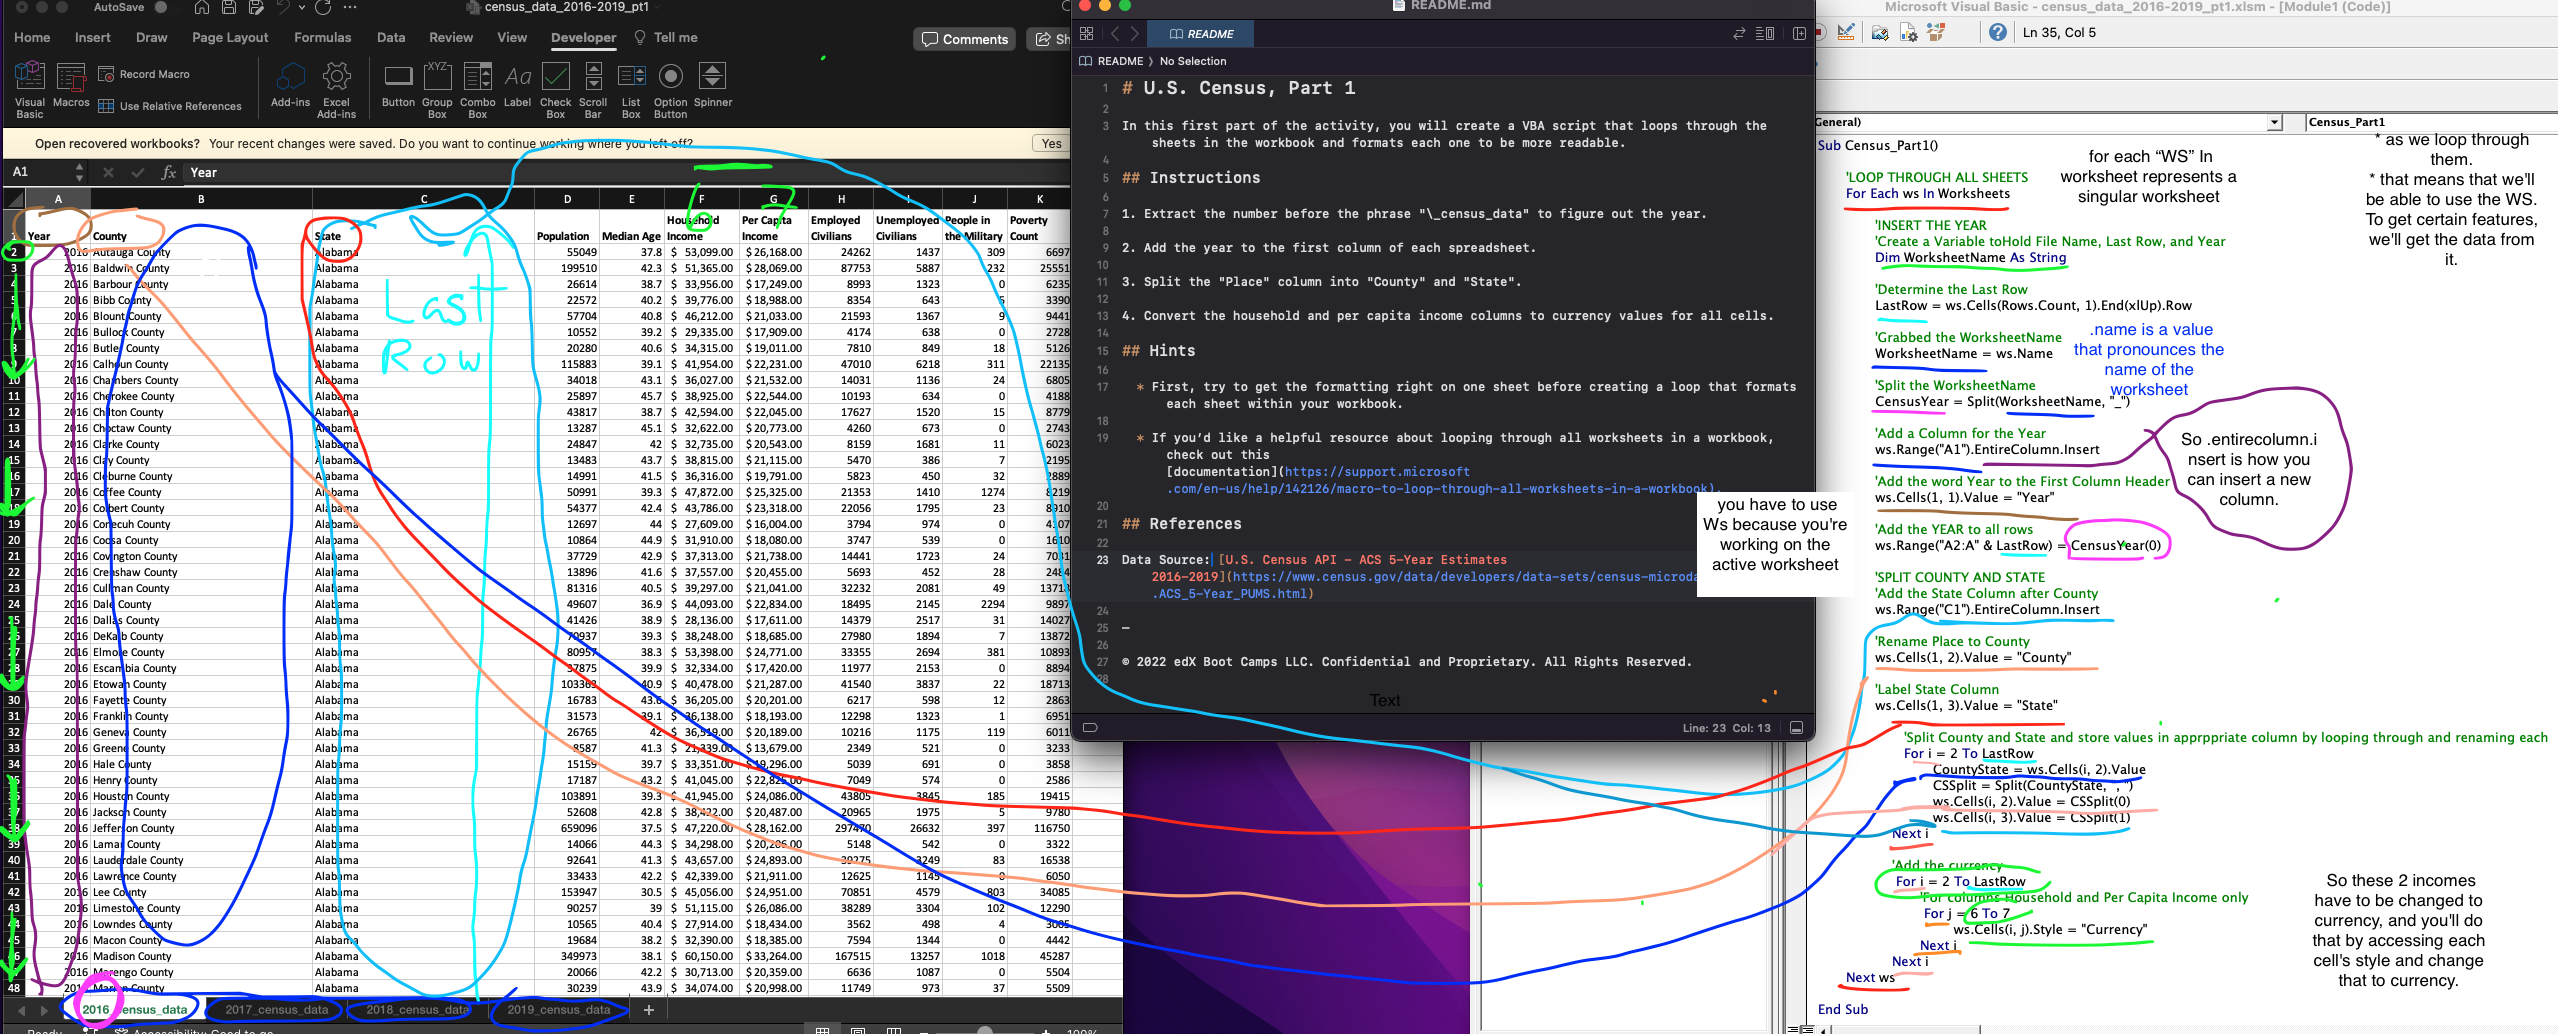 AutoSave
census_data_2016-2019_pt1
Home Insert Draw Page Layout Formulas Data Review View Developer Tell me
Comments
Sh
Visual Basic
Macros
Record Macro
Use Relative References
Add-ins
Excel Add-ins
Button
Group Box
Combo Box
Label
Check Box
Scroll Bar
List Box
Option Button
Spinner
Open recovered workbooks? Your recent changes were saved. Do you want to continue working where you left off? Yes
A1 fx Year
6 7
A B C D E F G H I J K
Year County State Population Median Age Household Income Per Capita Income Employed Civilians Unemployed Civilians People in the Military Poverty Count
2 2016 Autauga County Alabama 55049 37.8 $ 53,099.00 $ 26,168.00 24262 1437 309 6697
3 2016 Baldwin County Alabama 199510 42.3 $ 51,365.00 $ 28,069.00 87753 5887 232 25551
2016 Barbour County Alabama 26614 38.7 $ 33,956.00 $ 17,249.00 8993 1323 0 6235
2016 Bibb County Alabama 22572 40.2 $ 39,776.00 $ 18,988.00 8354 643 5 3390
2016 Blount County Alabama 57704 40.8 $ 46,212.00 $ 21,033.00 21593 1367 9 9441
2016 Bullock County Alabama 10552 39.2 $ 29,335.00 $ 17,909.00 4174 638 0 2728
2016 Butler County Alabama 20280 40.6 $ 34,315.00 $ 19,011.00 7810 849 18 5126
2016 Calhoun County Alabama 115883 39.1 $ 41,954.00 $ 22,231.00 47010 6218 311 22135
10 2016 Chambers County Alabama 34018 43.1 $ 36,027.00 $ 21,532.00 14031 1136 24 6805
11 2016 Cherokee County Alabama 25897 45.7 $ 38,925.00 $ 22,544.00 10193 634 0 4188
12 2016 Chilton County Alabama 43817 38.7 $ 42,594.00 $ 22,045.00 17627 1520 15 8779
13 2016 Choctaw County Alabama 13287 45.1 $ 32,622.00 $ 20,773.00 4260 673 0 2743
14 2016 Clarke County Alabama 24847 42 $ 32,735.00 $ 20,543.00 8159 1681 11 6023
15 2016 Clay County Alabama 13483 43.7 $ 38,815.00 $ 21,115.00 5470 386 7 2195
16 2016 Cleburne County Alabama 14991 41.5 $ 36,316.00 $ 19,791.00 5823 450 32 2889
17 2016 Coffee County Alabama 50991 39.3 $ 47,872.00 $ 25,325.00 21353 1410 1274 8219
2016 Colbert County Alabama 54377 42.4 $ 43,786.00 $ 23,318.00 22056 1795 23 8910
19 2016 Conecuh County Alabama 12697 44 $ 27,609.00 $ 16,004.00 3794 974 0 4107
20 2016 Coosa County Alabama 10864 44.9 $ 31,910.00 $ 18,080.00 3747 539 0 1610
21 2016 Covington County Alabama 37729 42.9 $ 37,313.00 $ 21,738.00 14441 1723 24 7031
22 2016 Crenshaw County Alabama 13896 41.6 $ 37,557.00 $ 20,455.00 5693 452 28 2484
23 2016 Cullman County Alabama 81316 40.5 $ 39,297.00 $ 21,041.00 32232 2081 49
24 2016 Dale County Alabama 49607 36.9 $ 44,093.00 $ 22,834.00 18495 2145 2294 9897
25 2016 Dallas County Alabama 41426 38.9 $ 28,136.00 $ 17,611.00 14379 2517 31 14027
2016 DeKalb County Alabama 70937 39.3 $ 38,248.00 $ 18,685.00 27980 1894 7 13872
2016 Elmore County Alabama 80957 38.3 $ 53,398.00 $ 24,771.00 33355 2694 381 10893
28 2016 Escambia County Alabama 37875 39.9 $ 32,334.00 $ 17,420.00 11977 2153 0 8894
2016 Etowah County Alabama 40.9 $ 40,478.00 $ 21,287.00 41540 3837 22 18713
30 2016 Fayette County Alabama 16783 43.6 $ 36,205.00 $ 20,201.00 6217 598 12 2863
31 2016 Franklin County Alabama 31573 39.1 $ 36,138.00 $ 18,193.00 12298 1323 1 6951
32 2016 Geneva County Alabama 26765 42 $ 36,519.00 $ 20,189.00 10216 1175 119 6011
33 2016 Greene County Alabama 8587 41.3 $ 21,339.00 $ 13,679.00 2349 521 0 3233
34 2016 Hale County Alabama 15159 39.7 $ 33,351.00 $ 19,296.00 5039 691 0 3858
2016 Henry County Alabama 17187 43.2 $ 41,045.00 $ 22,825.00 7049 574 0 2586
36 2016 Houston County Alabama 103891 39.3 $ 41,945.00 $ 24,086.00 43805 3845 185 19415
37 2016 Jackson County Alabama 52608 42.8 $ 20,487.00 20965 1975 5 9780
38 2016 Jefferson County Alabama 659096 37.5 $ 47,220.00 $ 28,162.00 297470 26632 397 116750
39 2016 Lamar County Alabama 14066 44.3 $ 34,298.00 5148 542 0 3322
40 2016 Lauderdale County Alabama 92641 41.3 $ 43,657.00 $ 24,893.00 39275 3249 83 16538
41 2016 Lawrence County Alabama 33433 42.2 $ 42,339.00 $ 21,911.00 12625 1145 0 6050
42 2016 Lee County Alabama 153947 30.5 $ 45,056.00 $ 24,951.00 70851 4579 803 34085
43 2016 Limestone County Alabama 90257 39 $ 51,115.00 $ 26,086.00 38289 3304 102 12290
44 2016 Lowndes County Alabama 10565 40.4 $ 27,914.00 $ 18,434.00 3562 498 4 3005
45 2016 Macon County Alabama 19684 38.2 $ 32,390.00 $ 18,385.00 7594 1344 0 4442
46 2016 Madison County Alabama 349973 38.1 $ 60,150.00 $ 33,264.00 167515 13257 1018 45287
2016 Marengo County Alabama 20066 42.2 $ 30,713.00 $ 20,359.00 6636 1087 0 5504
48 Marion County Alabama 30239 43.9 $ 34,074.00 $ 20,998.00 11749 973 37 5509
Last
Row
2016_census_data 2017_census_data 2018_census_data 2019_census_data +
README.md
README
README No Selection
1 # U.S. Census, Part 1
2
3 In this first part of the activity, you will create a VBA script that loops through the
sheets in the workbook and formats each one to be more readable.
4
5 ## Instructions
6
7 1. Extract the number before the phrase "\_census_data" to figure out the year.
8
9 2. Add the year to the first column of each spreadsheet.
10
11 3. Split the "Place" column into "County" and "State".
12
13 4. Convert the household and per capita income columns to currency values for all cells.
14
15 ## Hints
16
17 * First, try to get the formatting right on one sheet before creating a loop that formats
each sheet within your workbook.
18
19 * If you’d like a helpful resource about looping through all worksheets in a workbook,
check out this
[documentation](https://support.microsoft
.com/en-us/help/142126/macro-to-loop-through-all-worksheets-in-a-workbook).
20
21 ## References
22
23 Data Source: [U.S. Census API - ACS 5-Year Estimates
2016-2019](https://www.census.gov/data/developers/data-sets/census-microda
.ACS_5-Year_PUMS.html)
24
25 —
26
27 © 2022 edX Boot Camps LLC. Confidential and Proprietary. All Rights Reserved.
28
Text
Line: 23 Col: 13
you have to use
Ws because you're
working on the
active worksheet
Microsoft Visual Basic - census_data_2016-2019_pt1.xlsm - [Module1 (Code)]
Ln 35, Col 5
General) Census_Part1
Sub Census_Part1()
'LOOP THROUGH ALL SHEETS
For Each ws In Worksheets
'INSERT THE YEAR
'Create a Variable toHold File Name, Last Row, and Year
Dim WorksheetName As String
'Determine the Last Row
LastRow = ws.Cells(Rows.Count, 1).End(xlUp).Row
'Grabbed the WorksheetName
WorksheetName = ws.Name
'Split the WorksheetName
CensusYear = Split(WorksheetName, "_")
'Add a Column for the Year
ws.Range("A1").EntireColumn.Insert
'Add the word Year to the First Column Header
ws.Cells(1, 1).Value = "Year"
'Add the YEAR to all rows
ws.Range("A2:A" & LastRow) = CensusYear(0)
'SPLIT COUNTY AND STATE
'Add the State Column after County
ws.Range("C1").EntireColumn.Insert
'Rename Place to County
ws.Cells(1, 2).Value = "County"
'Label State Column
ws.Cells(1, 3).Value = "State"
'Split County and State and store values in apprppriate column by looping through and renaming each
For i = 2 To LastRow
CountyState = ws.Cells(i, 2).Value
CSSplit = Split(CountyState, ",")
ws.Cells(i, 2).Value = CSSplit(0)
ws.Cells(i, 3).Value = CSSplit(1)
Next i
'Add the currency
For i = 2 To LastRow
'For columns Household and Per Capita Income only
For j = 6 To 7
ws.Cells(i, j).Style = "Currency"
Next j
Next i
Next ws
End Sub
for each “WS” In
worksheet represents a
singular worksheet
* as we loop through
them.
* that means that we'll
be able to use the WS.
To get certain features,
we'll get the data from
it.
.name is a value
that pronounces the
name of the
worksheet
So .entirecolumn.i
nsert is how you
can insert a new
column.
So these 2 incomes
have to be changed to
currency, and you'll do
that by accessing each
cell's style and change
that to currency.